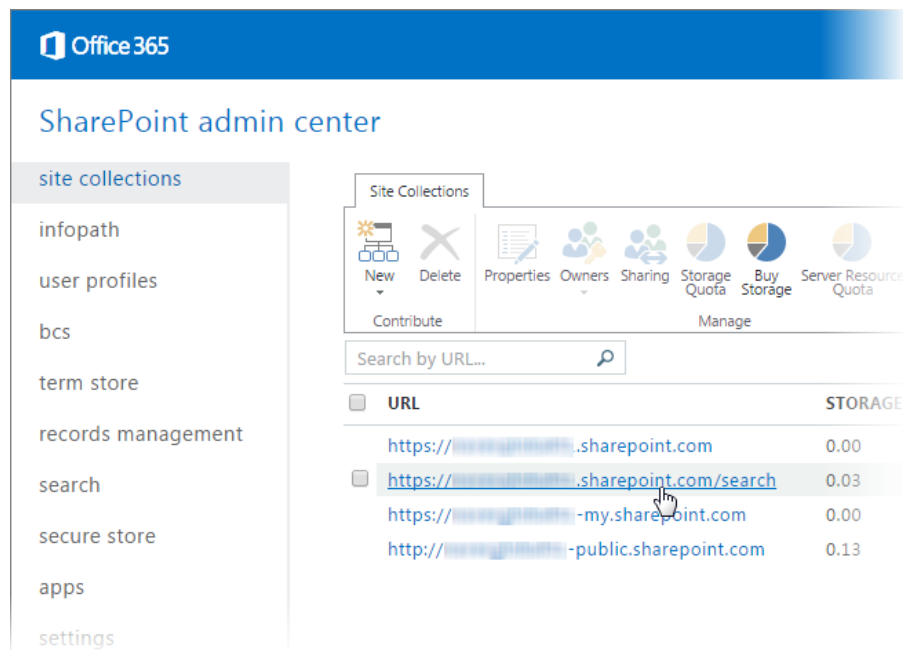 Office 365
SharePoint admin center
site collections
infopath
user profiles
bcs
term store
records management
search
secure store
apps
settings
Site Collections
New
Delete
Properties
Owners
Sharing
Storage
Quota
Buy
Storage
Server Resource
Quota
Contribute
Manage
Search by URL...
URL STORAGE
https:// .sharepoint.com 0.00
https:// .sharepoint.com/search 0.03
https:// -my.sharepoint.com 0.00
http:// -public.sharepoint.com 0.13